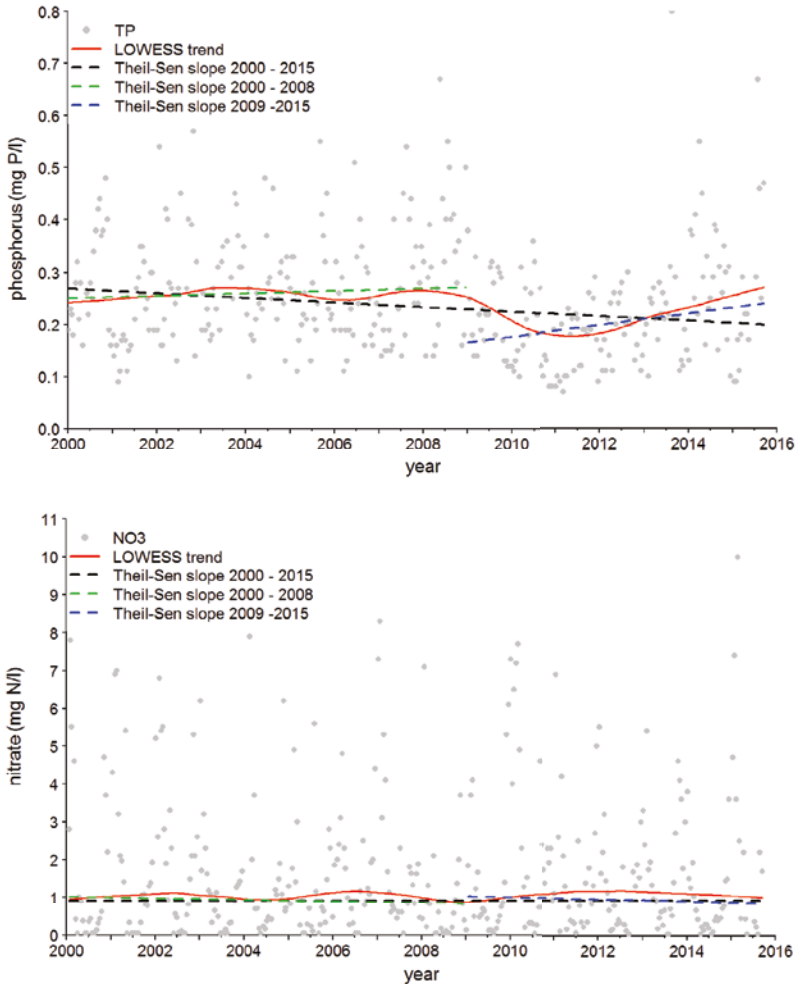 0.8
TP
LOWESS trend
0.7
Theil-Sen slope 2000 - 2015
Theil-Sen slope 2000 - 2008
Theil-Sen slope 2009 -2015
0.6
0.5
0.4
0.3
0.2
0.1
0.0
phosphorus (mg P/l)
2000 2002 2004 2006 2008 2010 2012 2014 2016
year
11
NO3
LOWESS trend
10
Theil-Sen slope 2000 - 2015
9
Theil-Sen slope 2000 - 2008
Theil-Sen slope 2009 -2015
8
7
6
5
4
3
2
1
0
nitrate (mg N/l)
2000 2002 2004 2006 2008 2010 2012 2014 2016
year